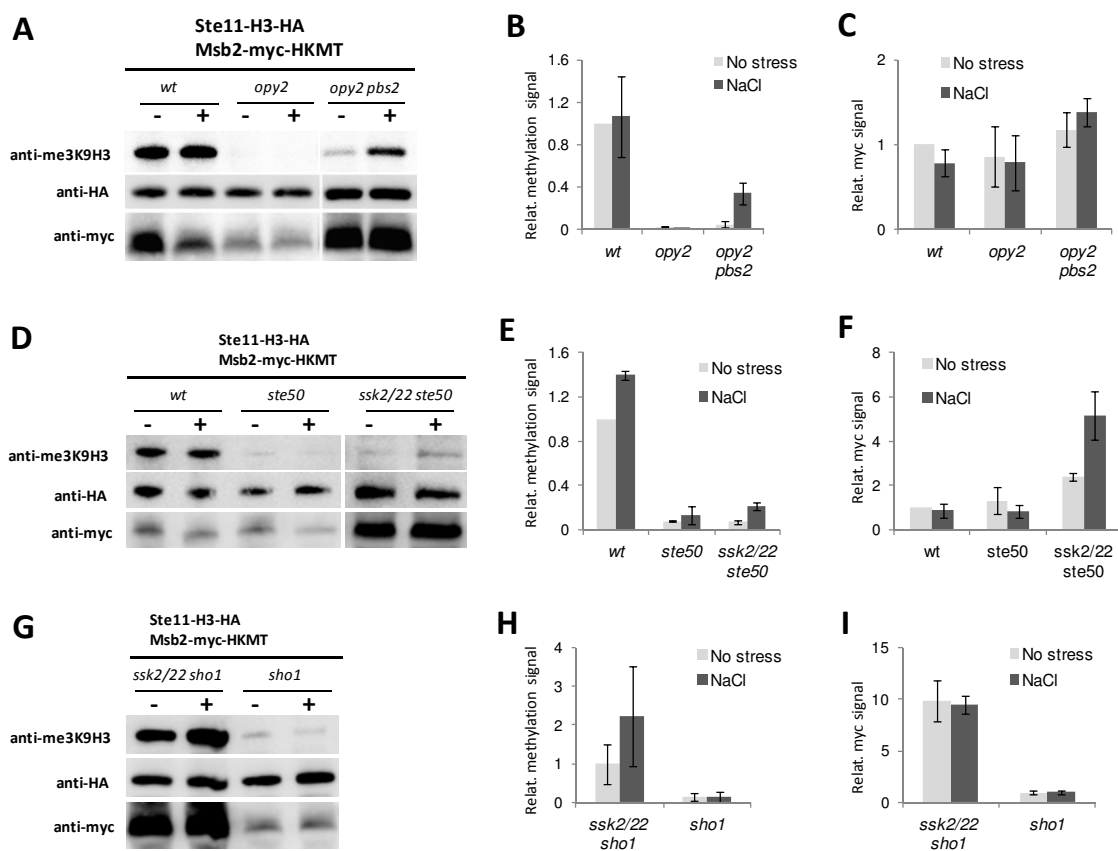 A
Ste11-H3-HA
Msb2-myc-HKMT
wt opy2 opy2 pbs2
- + - + - +
anti-me3K9H3
anti-HA
anti-myc
B
Relat. methylation signal
1.6
1.2
0.8
0.4
0
No stress
NaCl
wt opy2 opy2
pbs2
C
Relat. myc signal
2
1
0
No stress
NaCl
wt opy2 opy2
pbs2
D
Ste11-H3-HA
Msb2-myc-HKMT
wt ste50 ssk2/22 ste50
- + - + - +
anti-me3K9H3
anti-HA
anti-myc
E
Relat. methylation signal
1.6
1.2
0.8
0.4
0
No stress
NaCl
wt ste50 ssk2/22
ste50
F
Relat. myc signal
8
6
4
2
0
No stress
NaCl
wt ste50 ssk2/22
ste50
G
Ste11-H3-HA
Msb2-myc-HKMT
ssk2/22 sho1 sho1
- + - +
anti-me3K9H3
anti-HA
anti-myc
H
Relat. methylation signal
4
3
2
1
0
No stress
NaCl
ssk2/22
sho1
sho1
I
Relat. myc signal
15
10
5
0
No stress
NaCl
ssk2/22
sho1
sho1